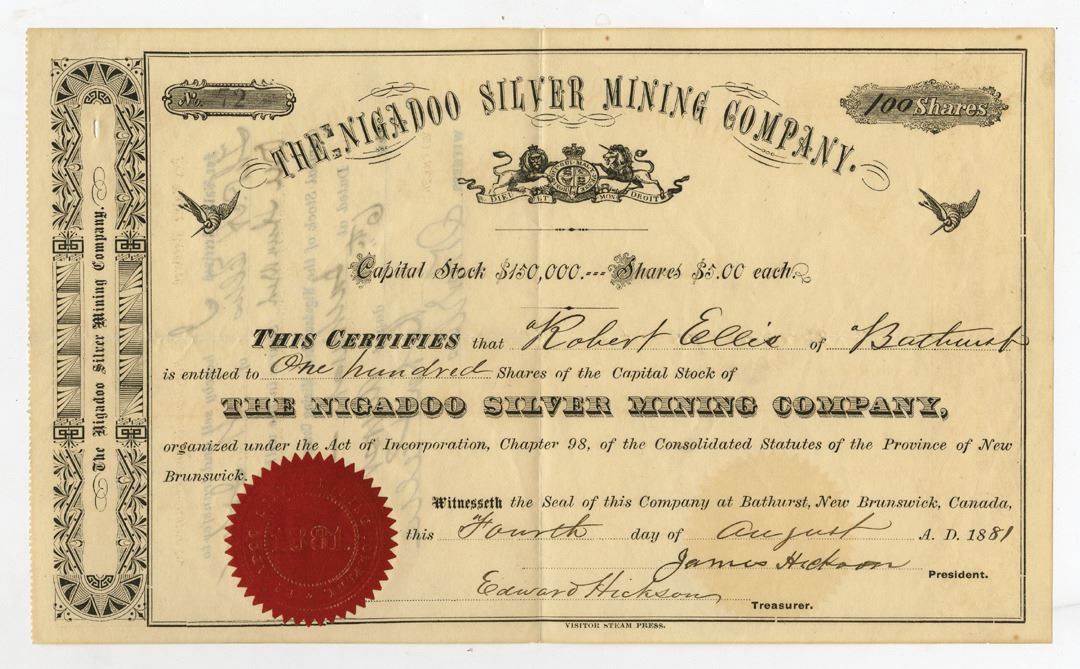 No. 72
100 Shares
THE NIGADOO SILVER MINING COMPANY.
DIEU ET MON DROIT
Capital Stock $150,000.--- Shares $5.00 each.
THIS CERTIFIES that Robert Ellis of Bathurst
is entitled to One hundred Shares of the Capital Stock of
THE NIGADOO SILVER MINING COMPANY,
organized under the Act of Incorporation, Chapter 98, of the Consolidated Statutes of the Province of New
Brunswick.
Witnesseth the Seal of this Company at Bathurst, New Brunswick, Canada,
this Fourth day of August A. D. 1881
James Hickson President.
Edward Hickson Treasurer.
VISITOR STEAM PRESS.
The Nigadoo Silver Mining Company.
1881